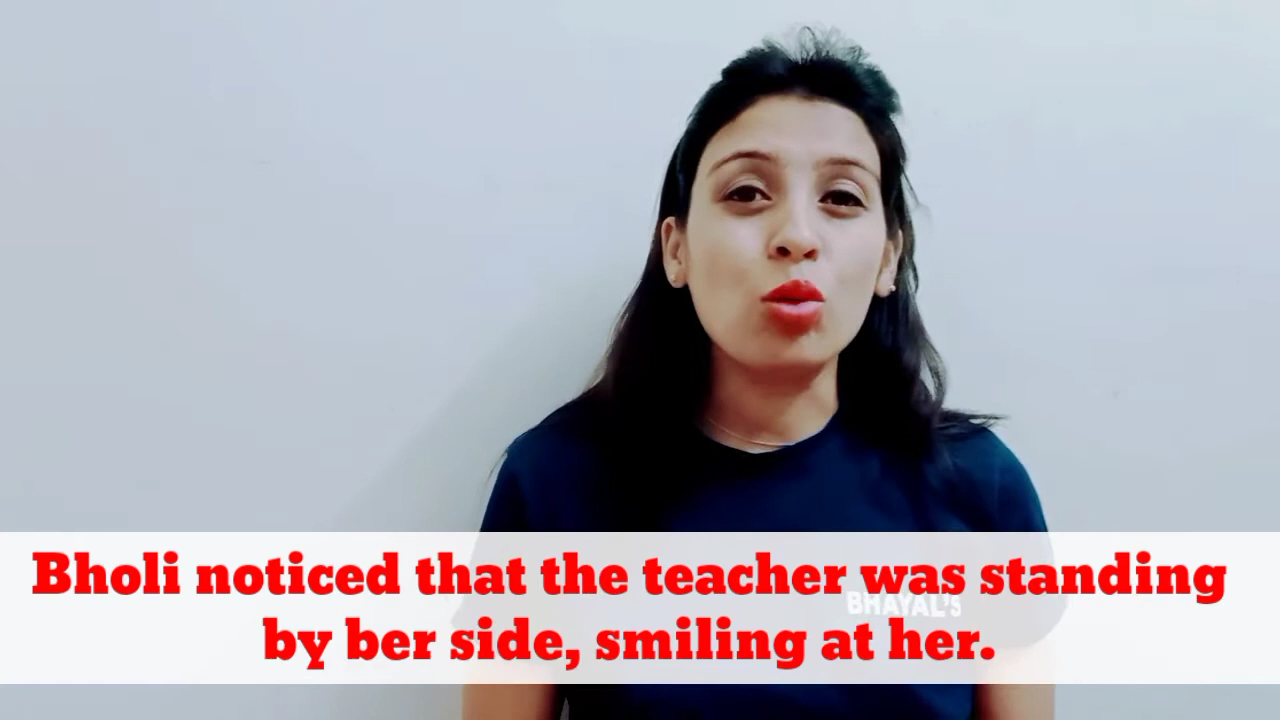 Bholi noticed that the teacher was standing
BHAYAL'S
by ber side, smiling at her.